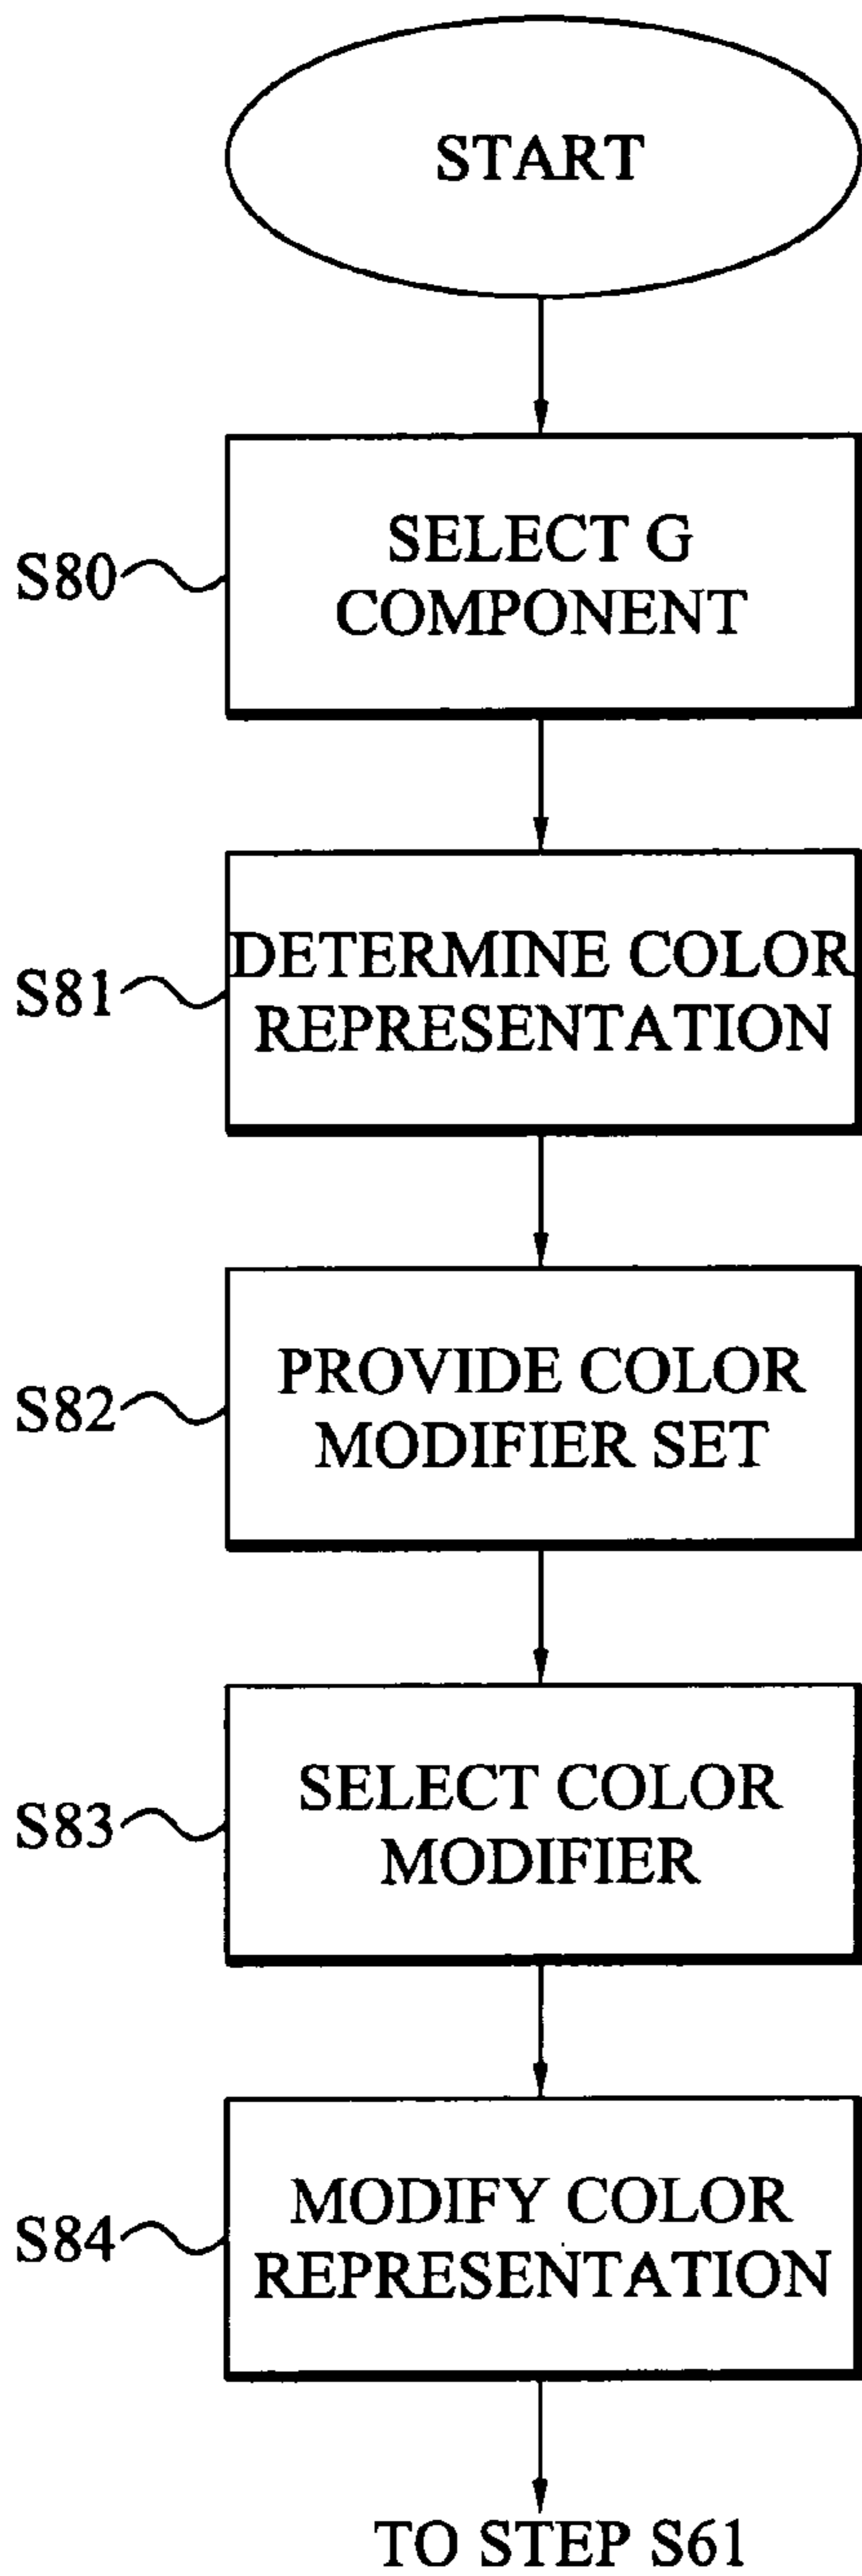 START
S80
SELECT G
COMPONENT
S81
DETERMINE COLOR
REPRESENTATION
S82
PROVIDE COLOR
MODIFIER SET
S83
SELECT COLOR
MODIFIER
S84
MODIFY COLOR
REPRESENTATION
TO STEP S61